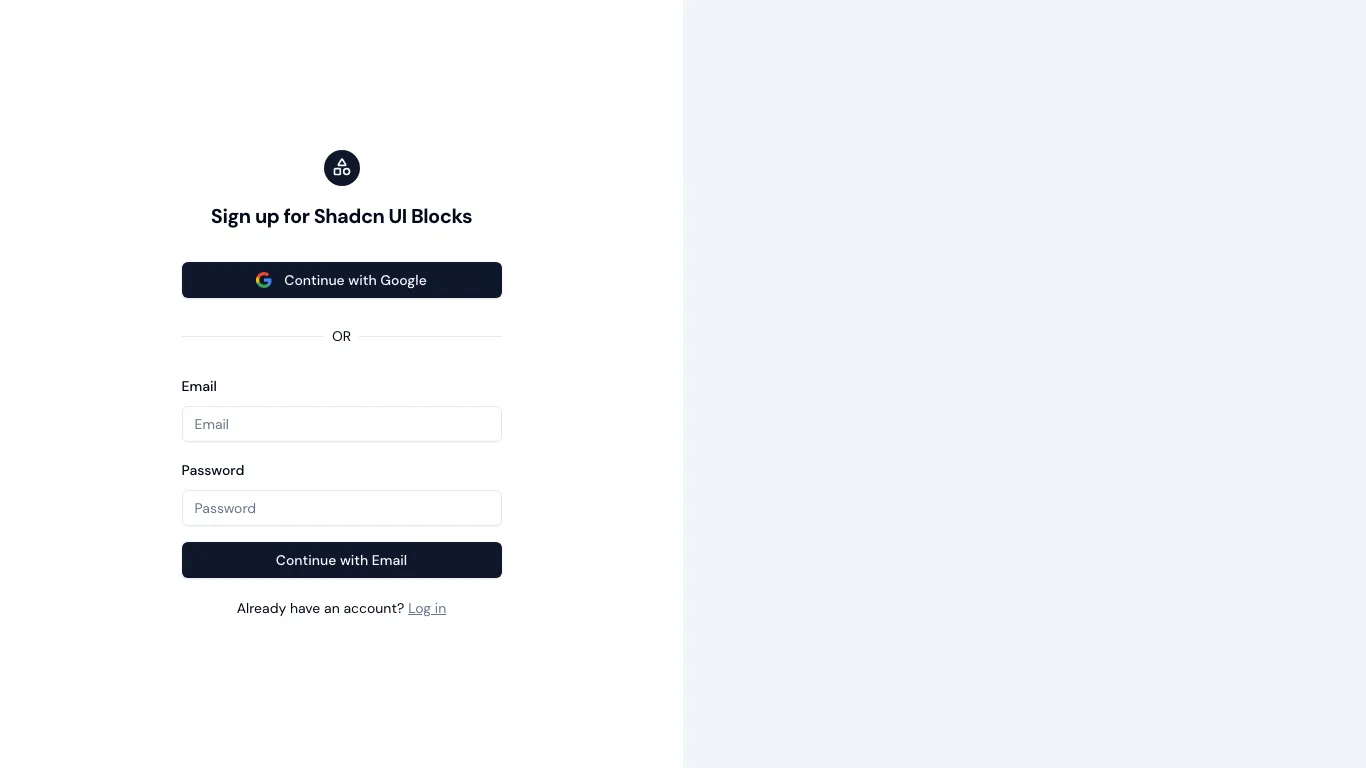 Sign up for Shadcn UI Blocks
Continue with Google
OR
Email
Email
Password
Password
Continue with Email
Already have an account? Log in